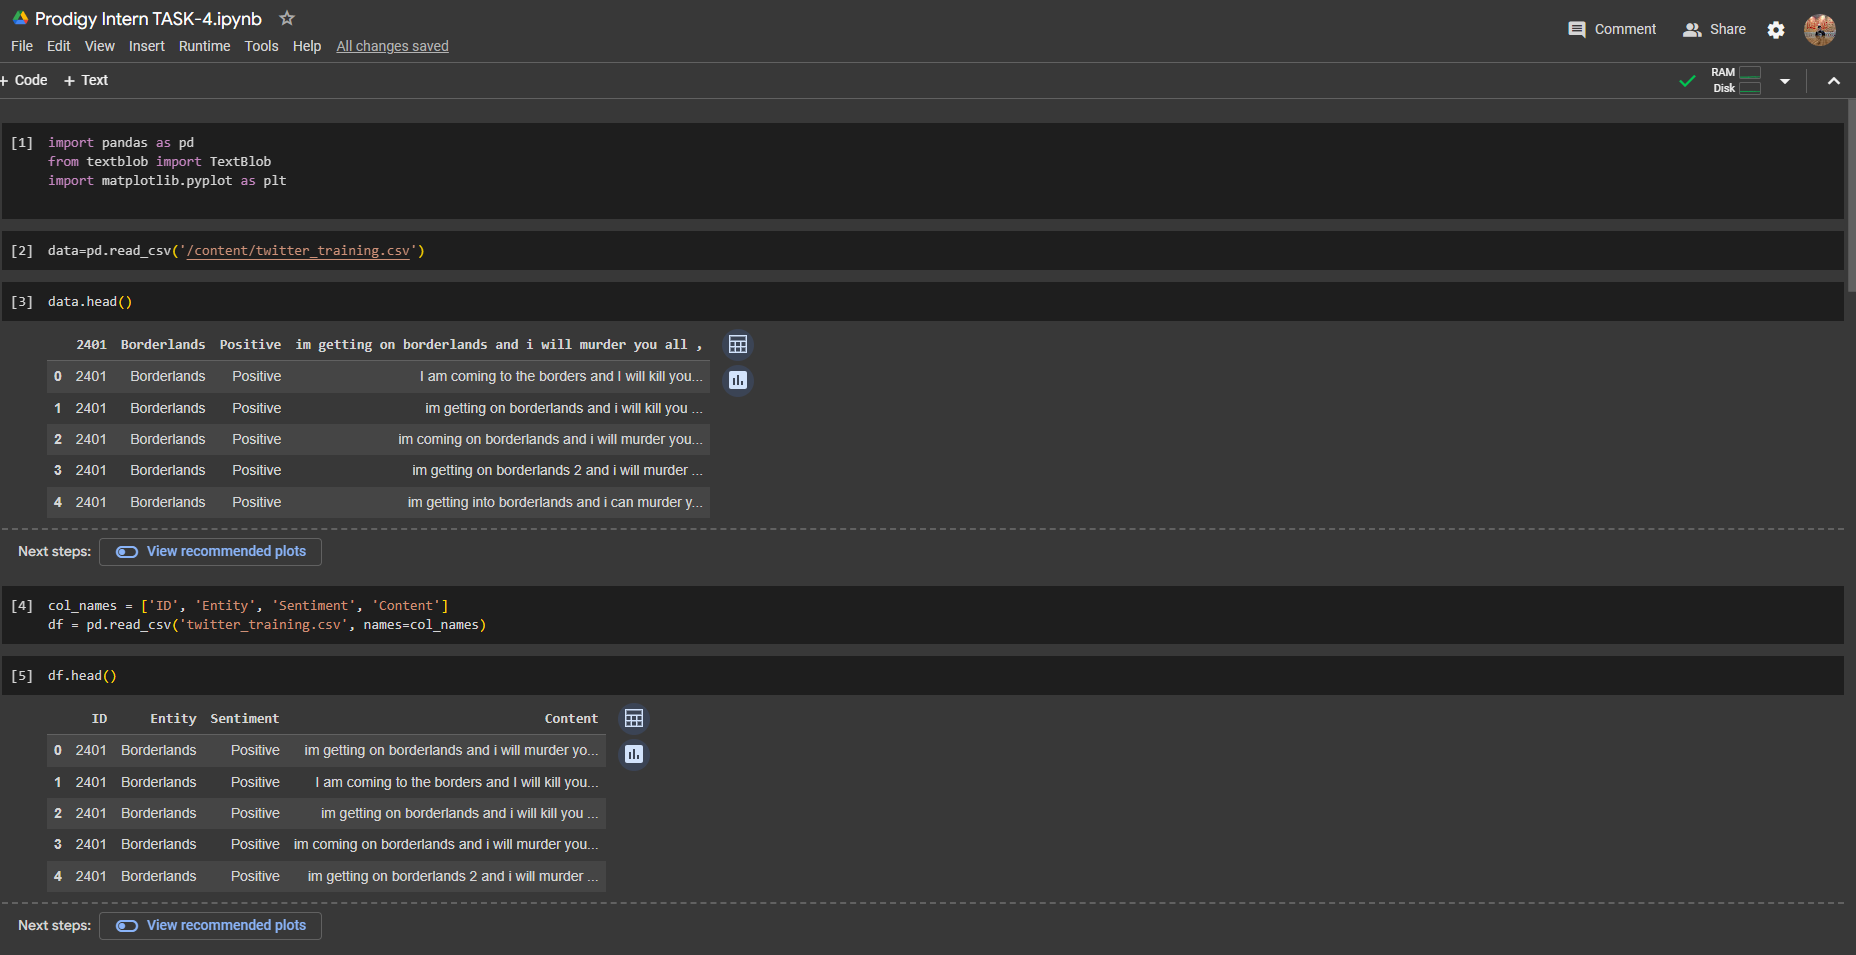 Prodigy Intern TASK-4.ipynb
File Edit View Insert Runtime Tools Help All changes saved
Comment Share
+ Code + Text
RAM
Disk
[1] import pandas as pd
from textblob import TextBlob
import matplotlib.pyplot as plt
[2] data=pd.read_csv('/content/twitter_training.csv')
[3] data.head()
2401 Borderlands Positive im getting on borderlands and i will murder you all ,
0 2401 Borderlands Positive I am coming to the borders and I will kill you...
1 2401 Borderlands Positive im getting on borderlands and i will kill you ...
2 2401 Borderlands Positive im coming on borderlands and i will murder you...
3 2401 Borderlands Positive im getting on borderlands 2 and i will murder ...
4 2401 Borderlands Positive im getting into borderlands and i can murder y...
Next steps: View recommended plots
[4] col_names = ['ID', 'Entity', 'Sentiment', 'Content']
df = pd.read_csv('twitter_training.csv', names=col_names)
[5] df.head()
ID Entity Sentiment Content
0 2401 Borderlands Positive im getting on borderlands and i will murder yo...
1 2401 Borderlands Positive I am coming to the borders and I will kill you...
2 2401 Borderlands Positive im getting on borderlands and i will kill you ...
3 2401 Borderlands Positive im coming on borderlands and i will murder you...
4 2401 Borderlands Positive im getting on borderlands 2 and i will murder ...
Next steps: View recommended plots